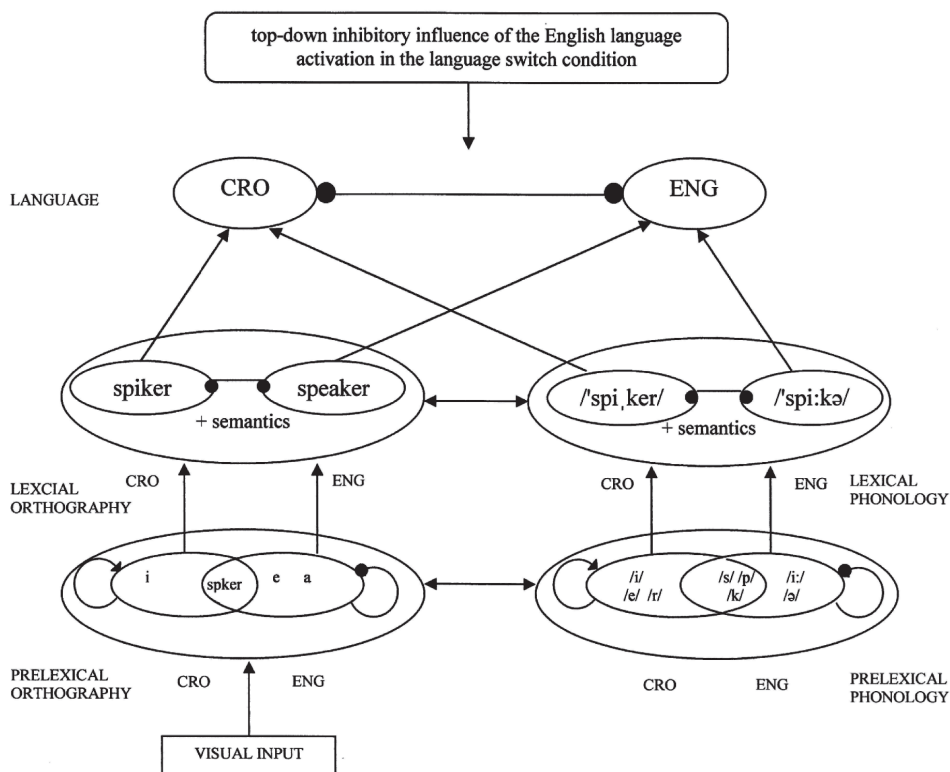 top-down inhibitory influence of the English language
activation in the language switch condition
LANGUAGE
CRO
ENG
spiker
speaker
+ semantics
/'spiˌker/
/'spi:kə/
+ semantics
LEXCIAL
ORTHOGRAPHY
CRO
ENG
CRO
ENG
LEXICAL
PHONOLOGY
i
spker
e a
/i/
/e/ /r/
/s/ /p/
/k/
/i:/
/ə/
PRELEXICAL
ORTHOGRAPHY
CRO
ENG
CRO
ENG
PRELEXICAL
PHONOLOGY
VISUAL INPUT